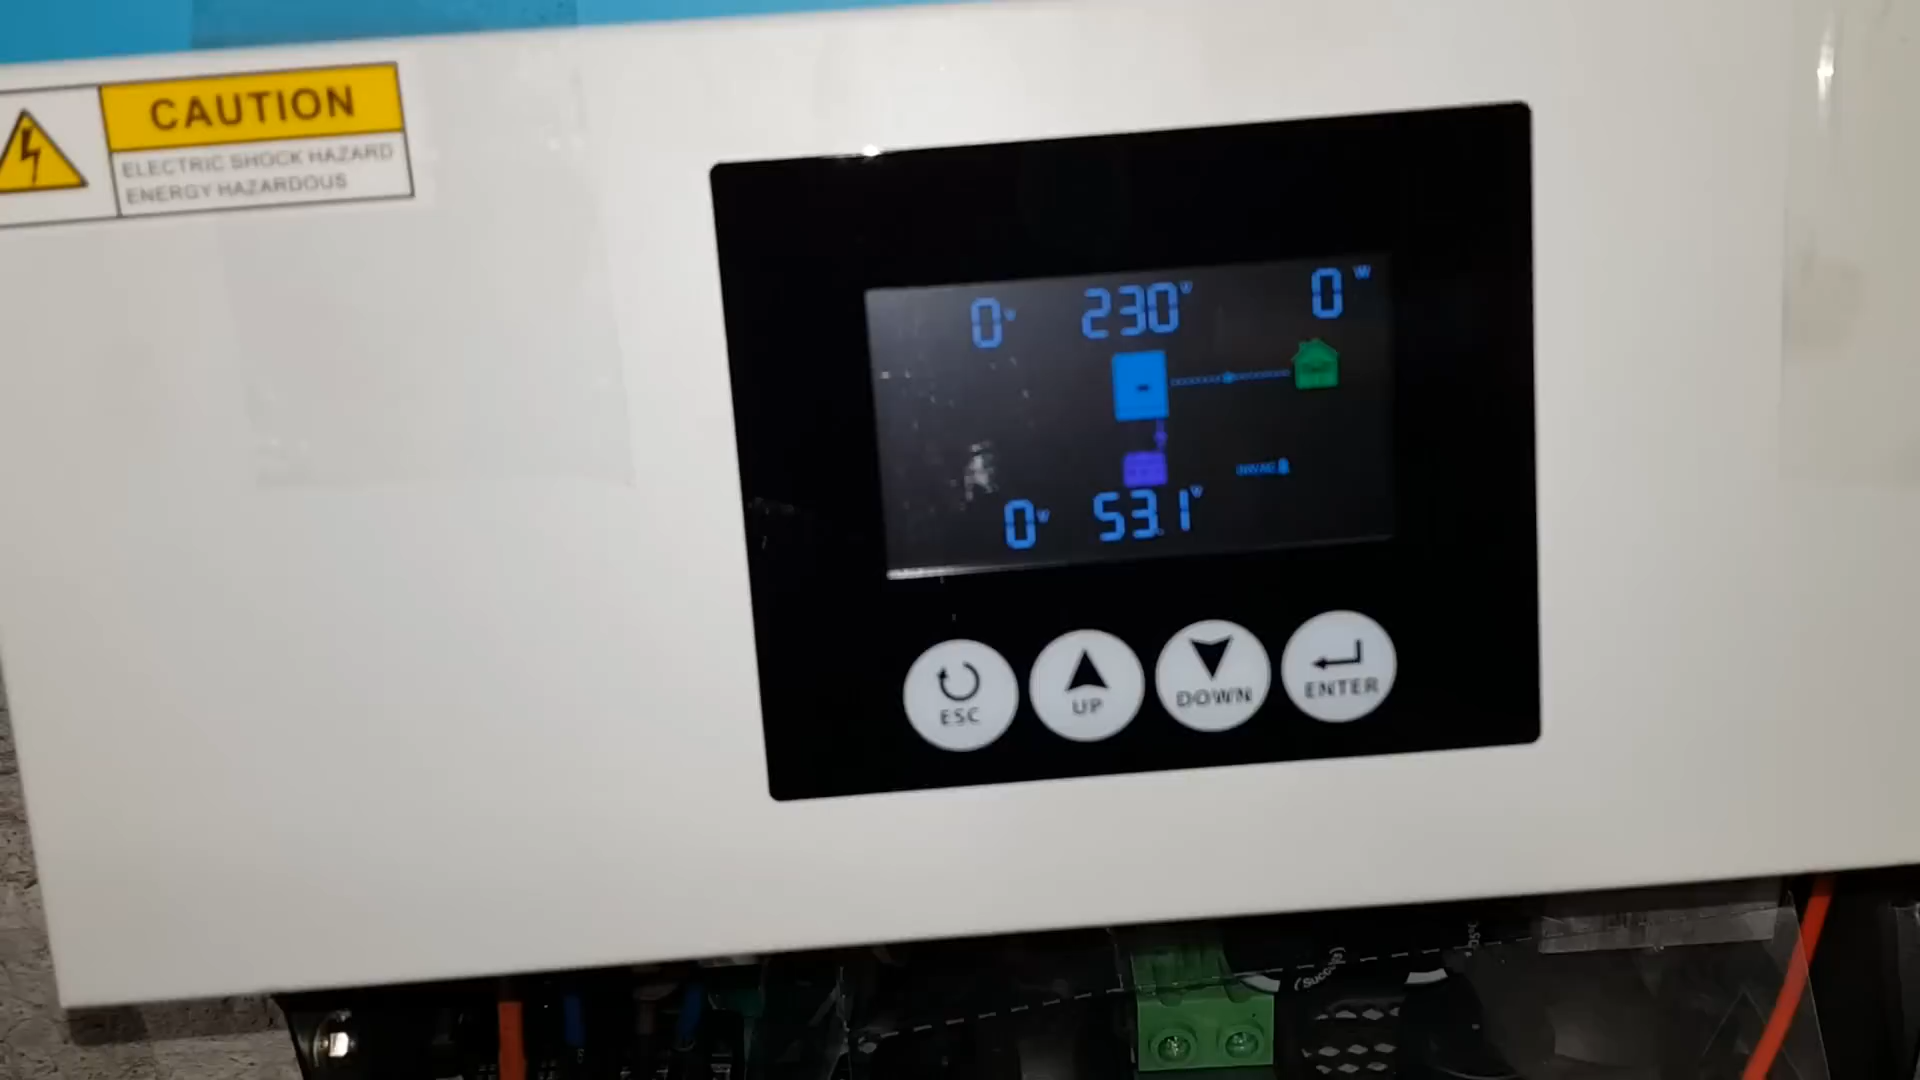 CAUTION
ELECTRIC SHOCK HAZARD
ENERGY HAZARDOUS
0 230 0 W
0 53.1
ESC UP DOWN ENTER